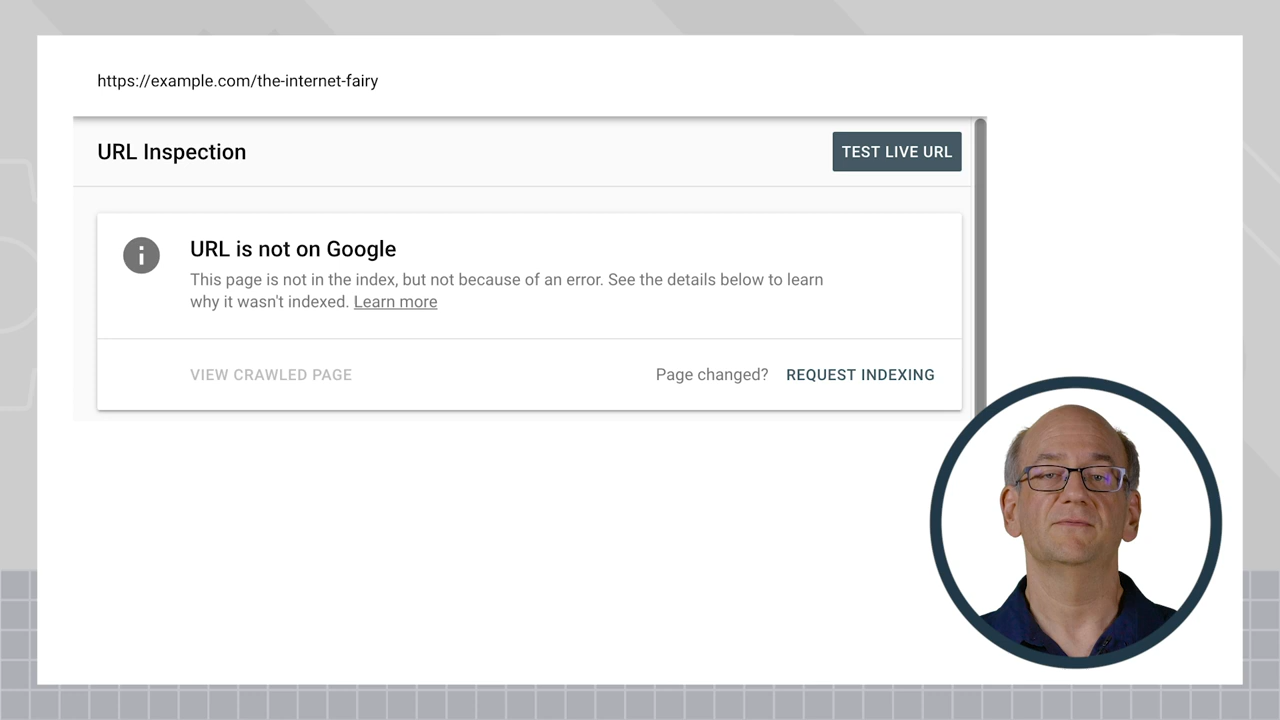 https://example.com/the-internet-fairy
URL Inspection
TEST LIVE URL
URL is not on Google
This page is not in the index, but not because of an error. See the details below to learn
why it wasn't indexed. Learn more
VIEW CRAWLED PAGE
Page changed?
REQUEST INDEXING